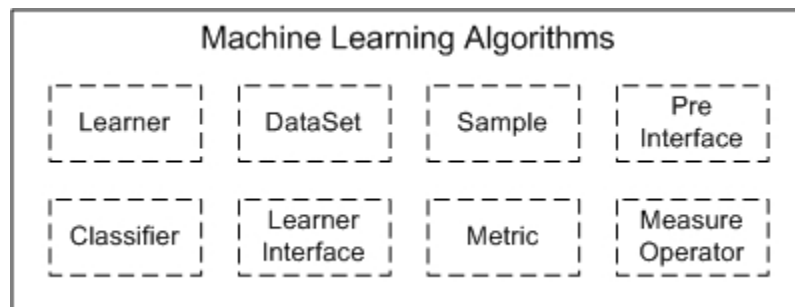 Machine Learning Algorithms
Learner
DataSet
Sample
Pre
Interface
Classifier
Learner
Interface
Metric
Measure
Operator